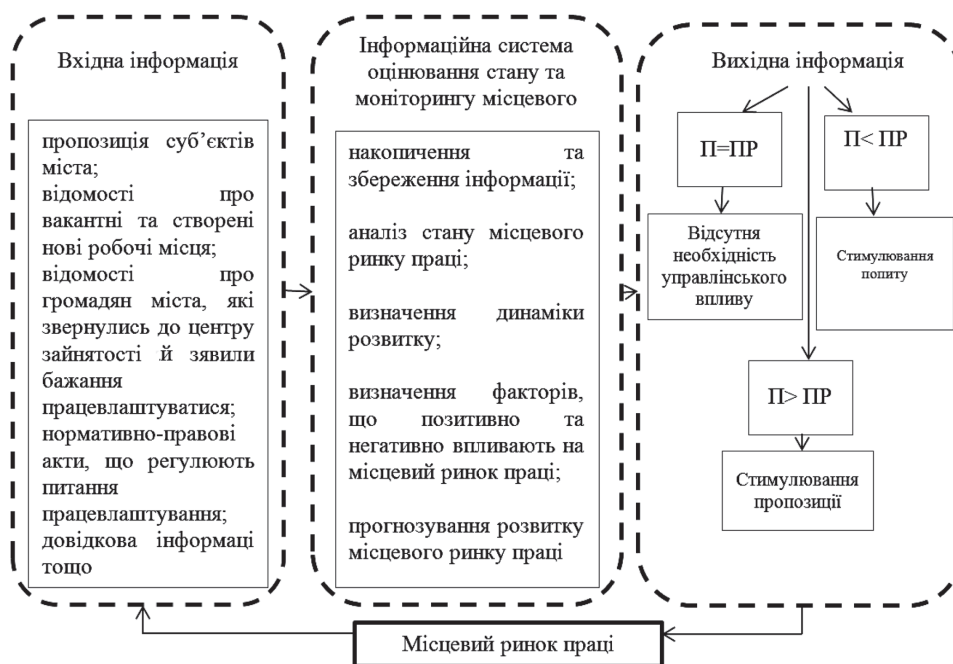 Вхідна інформація
пропозиція суб’єктів
міста;
відомості про
вакантні та створені
нові робочі місця;
відомості про
громадян міста, які
звернулись до центру
зайнятості й зявили
бажання
працевлаштуватися;
нормативно-правові
акти, що регулюють
питання
працевлаштування;
довідкова інформаці
тощо
Інформаційна система
оцінювання стану та
моніторингу місцевого
накопичення та
збереження інформації;
аналіз стану місцевого
ринку праці;
визначення динаміки
розвитку;
визначення факторів,
що позитивно та
негативно впливають на
місцевий ринок праці;
прогнозування розвитку
місцевого ринку праці
Вихідна інформація
П=ПР
П< ПР
Відсутня
необхідність
управлінського
впливу
Стимулювання
попиту
П> ПР
Стимулювання
пропозиції
Місцевий ринок праці